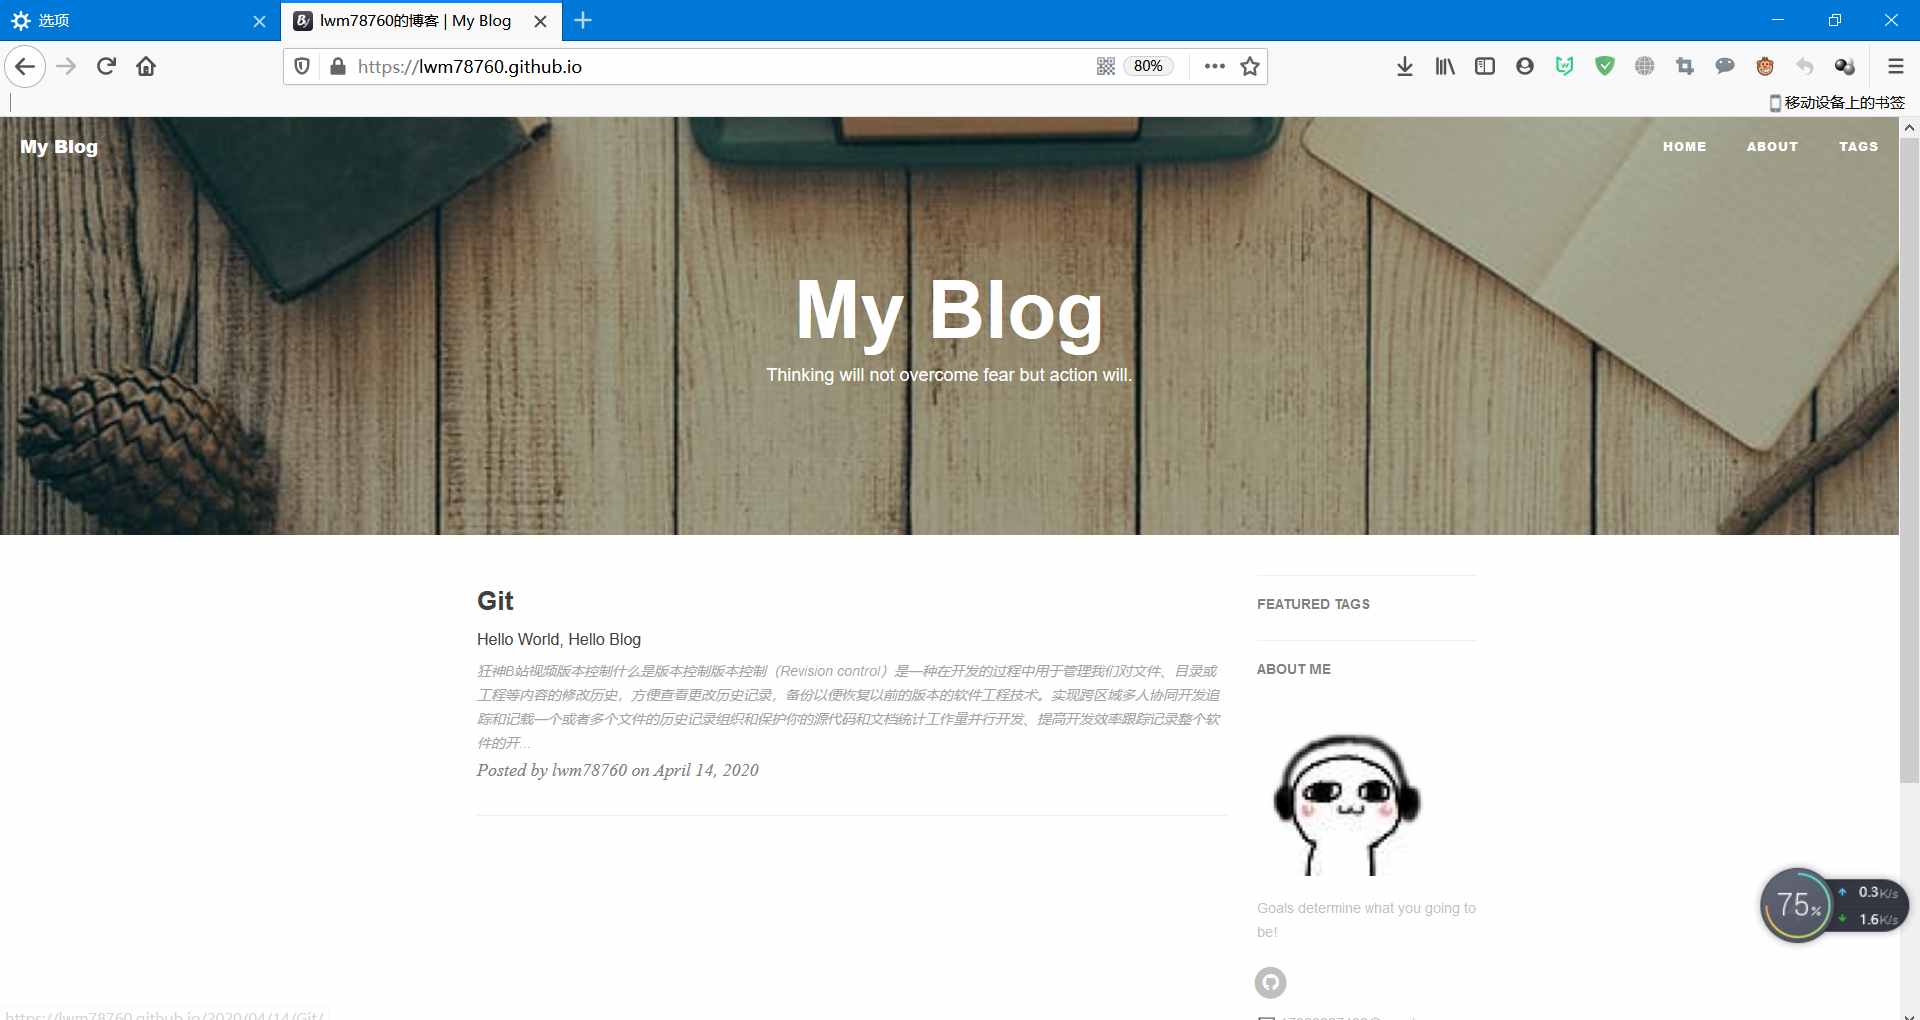 选项
lwm78760的博客 | My Blog
https://lwm78760.github.io
80%
移动设备上的书签
My Blog
HOME
ABOUT
TAGS
My Blog
Thinking will not overcome fear but action will.
Git
Hello World, Hello Blog
狂神B站视频版本控制什么是版本控制版本控制（Revision control）是一种在开发的过程中用于管理我们对文件、目录或
工程等内容的修改历史，方便查看更改历史记录，备份以便恢复以前的版本的软件工程技术。实现跨区域多人协同开发追
踪和记载一个或者多个文件的历史记录组织和保护你的源代码和文档统计工作量并行开发、提高开发效率跟踪记录整个软
件的开...
Posted by lwm78760 on April 14, 2020
FEATURED TAGS
ABOUT ME
Goals determine what you going to
be!
75%
0.3K/s
1.6K/s
https://lwm78760.github.io/2020/04/14/Git/